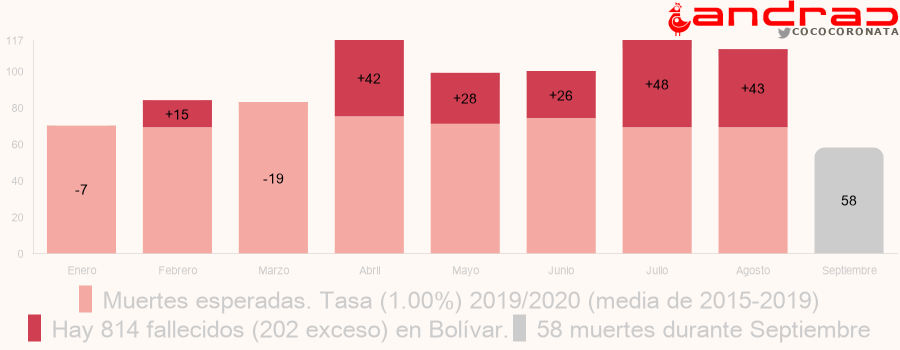 andrac
COCOCORONATA
117
100
80
60
40
20
0
-7
+15
-19
+42
+28
+26
+48
+43
58
Enero
Febrero
Marzo
Abril
Mayo
Junio
Julio
Agosto
Septiembre
Muertes esperadas. Tasa (1.00%) 2019/2020 (media de 2015-2019)
Hay 814 fallecidos (202 exceso) en Bolívar. 58 muertes durante Septiembre